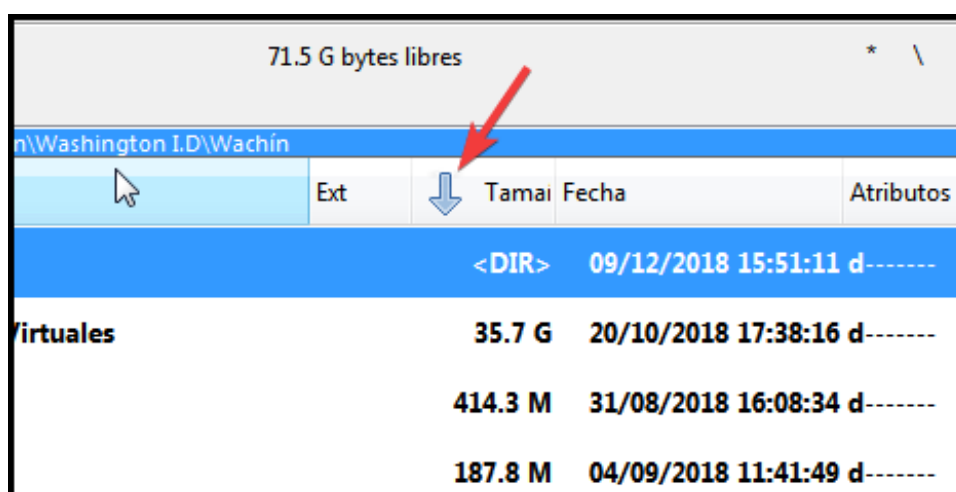 71.5 G bytes libres * \
n\Washington I.D\Wachín
Ext Tamai Fecha Atributos
<DIR> 09/12/2018 15:51:11 d-------
Virtuales 35.7 G 20/10/2018 17:38:16 d-------
414.3 M 31/08/2018 16:08:34 d-------
187.8 M 04/09/2018 11:41:49 d-------